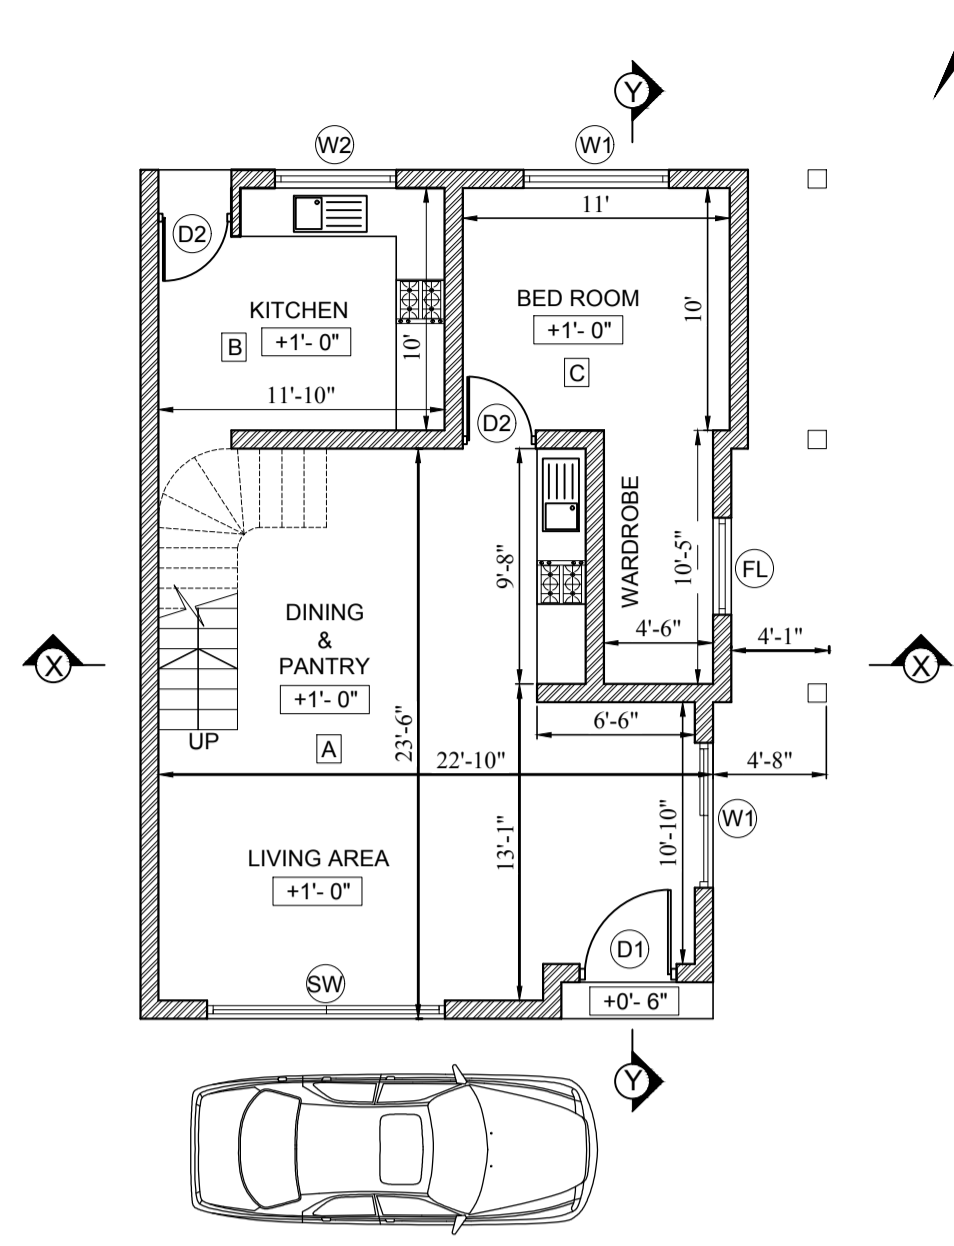 Y
W2
W1
11'
D2
KITCHEN
+1'- 0"
B
BED ROOM
+1'- 0"
C
10'
10'
11'-10"
D2
WARDROBE
9'-8"
10'-5"
FL
DINING
&
PANTRY
+1'- 0"
4'-6"
4'-1"
X
X
UP
A
23'-6"
6'-6"
22'-10"
4'-8"
W1
13'-1"
10'-10"
LIVING AREA
+1'- 0"
D1
SW
+0'- 6"
Y